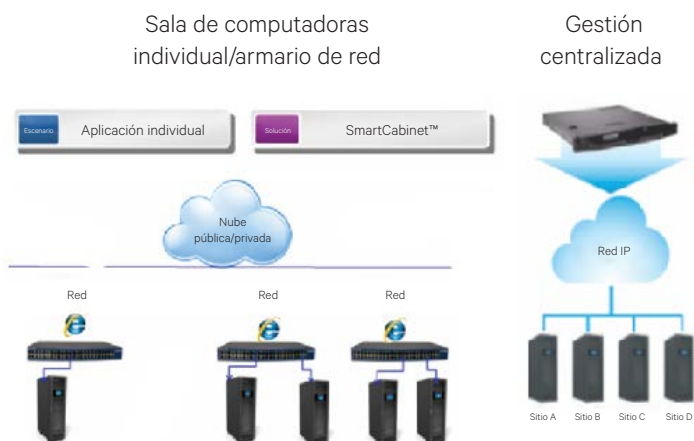 Sala de computadoras
individual/armario de red
Gestión
centralizada
Escenario
Aplicación individual
Solución
SmartCabinet™
Nube
pública/privada
Red IP
Red
Red
Red
Sitio A
Sitio B
Sitio C
Sitio D